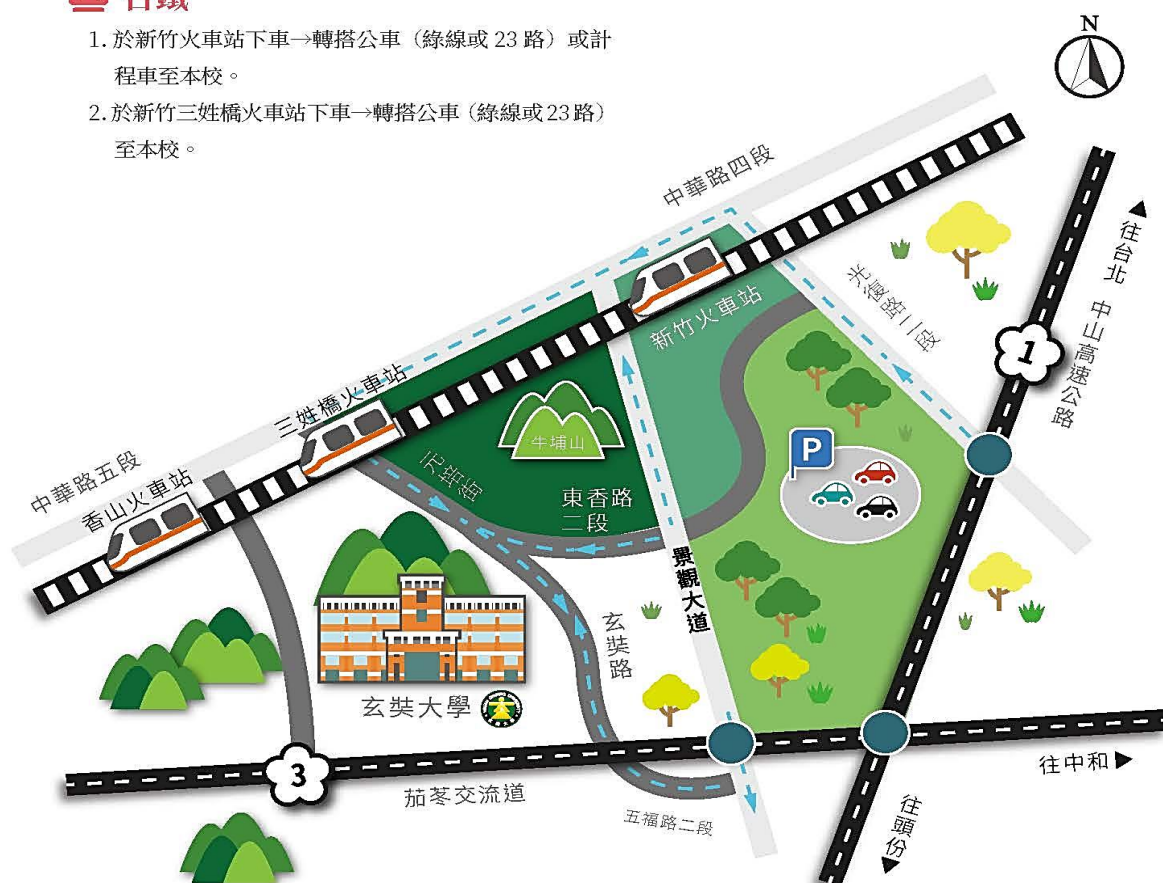 台鐵
1. 於新竹火車站下車→轉搭公車（綠線或 23 路）或計
程車至本校。
2. 於新竹三姓橋火車站下車→轉搭公車（綠線或23路）
至本校。
N
中華路四段
往台北
中山高速公路
1
光復路二段
新竹火車站
三姓橋火車站
牛埔山
P
中華路五段
香山火車站
元培街
東香路
二段
景觀大道
玄奘路
玄奘大學
3
茄苳交流道
往中和
五福路二段
往頭份